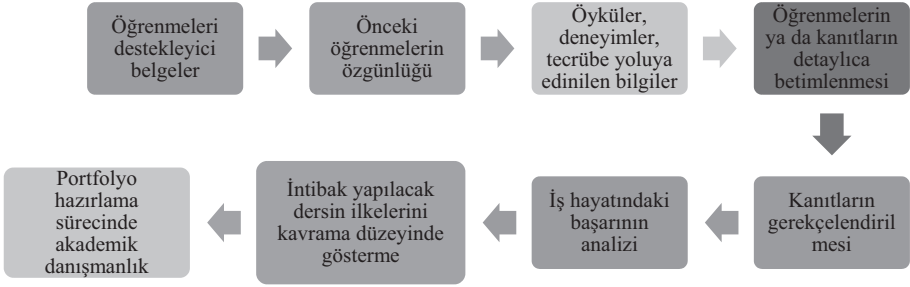 Öğrenmeleri
destekleyici
belgeler
Önceki
öğrenmelerin
özgünlüğü
Öyküler,
deneyimler,
tecrübe yoluya
edinilen bilgiler
Öğrenmelerin
ya da kanıtların
detaylıca
betimlenmesi
Kanıtların
gerekçelendiril
mesi
İş hayatındaki
başarının
analizi
İntibak yapılacak
dersin ilkelerini
kavrama düzeyinde
gösterme
Portfolyo
hazırlama
sürecinde
akademik
danışmanlık